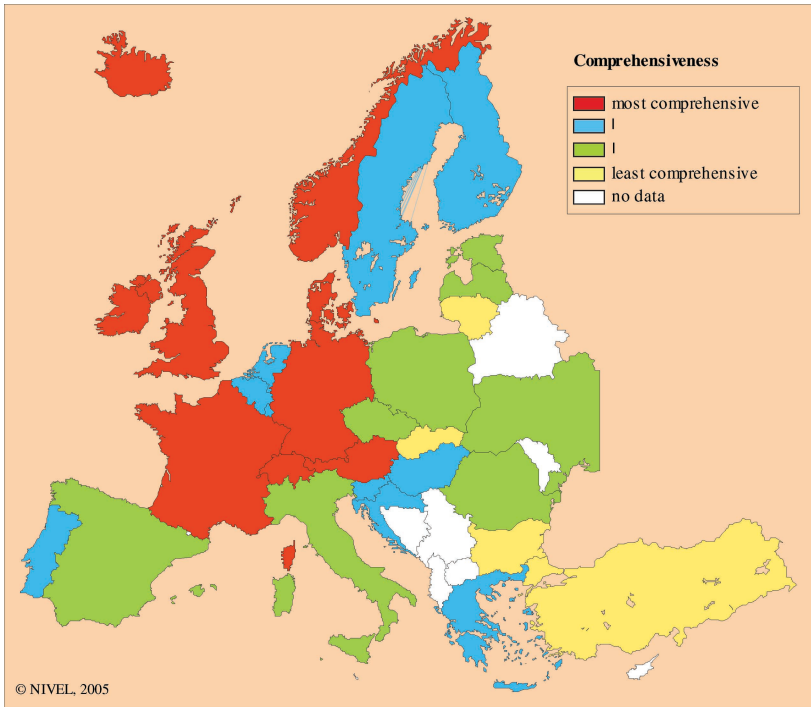 Comprehensiveness
most comprehensive
l
l
least comprehensive
no data
© NIVEL, 2005